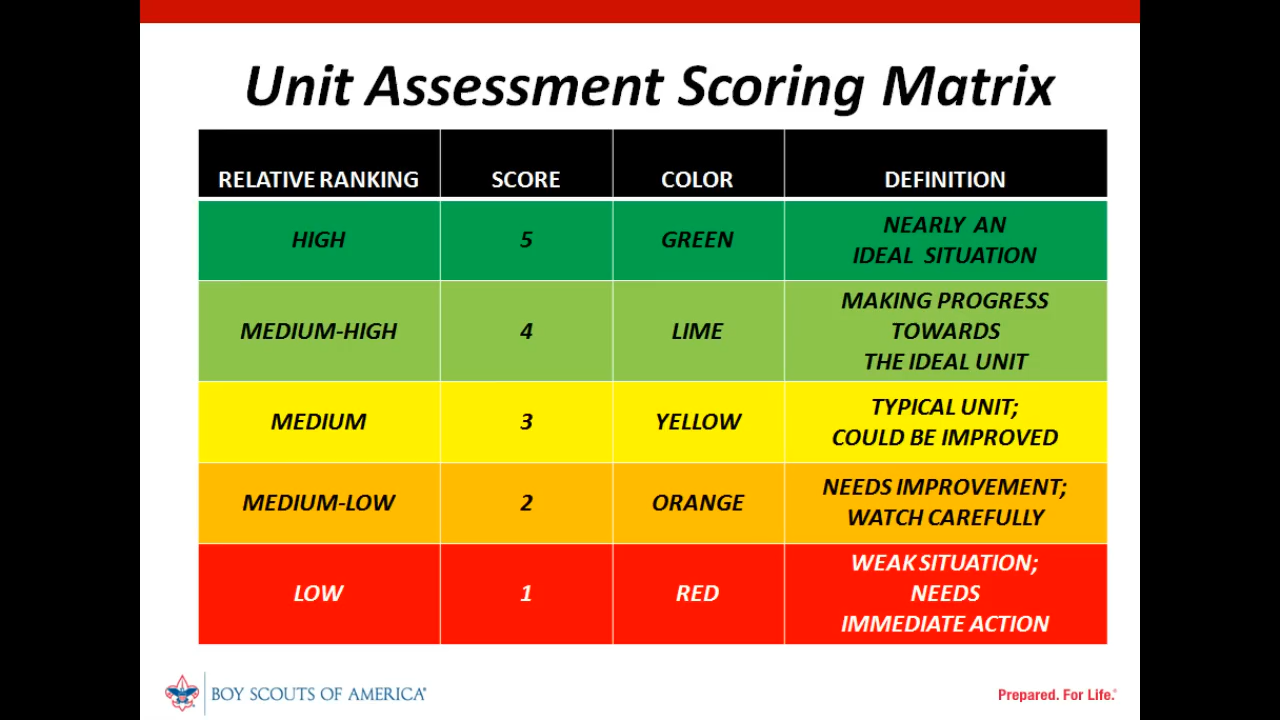 Unit Assessment Scoring Matrix
RELATIVE RANKING SCORE COLOR DEFINITION
HIGH 5 GREEN NEARLY AN
IDEAL SITUATION
MEDIUM-HIGH 4 LIME MAKING PROGRESS
TOWARDS
THE IDEAL UNIT
MEDIUM 3 YELLOW TYPICAL UNIT;
COULD BE IMPROVED
MEDIUM-LOW 2 ORANGE NEEDS IMPROVEMENT;
WATCH CAREFULLY
LOW 1 RED WEAK SITUATION;
NEEDS
IMMEDIATE ACTION
BOY SCOUTS OF AMERICA®
Prepared. For Life.®